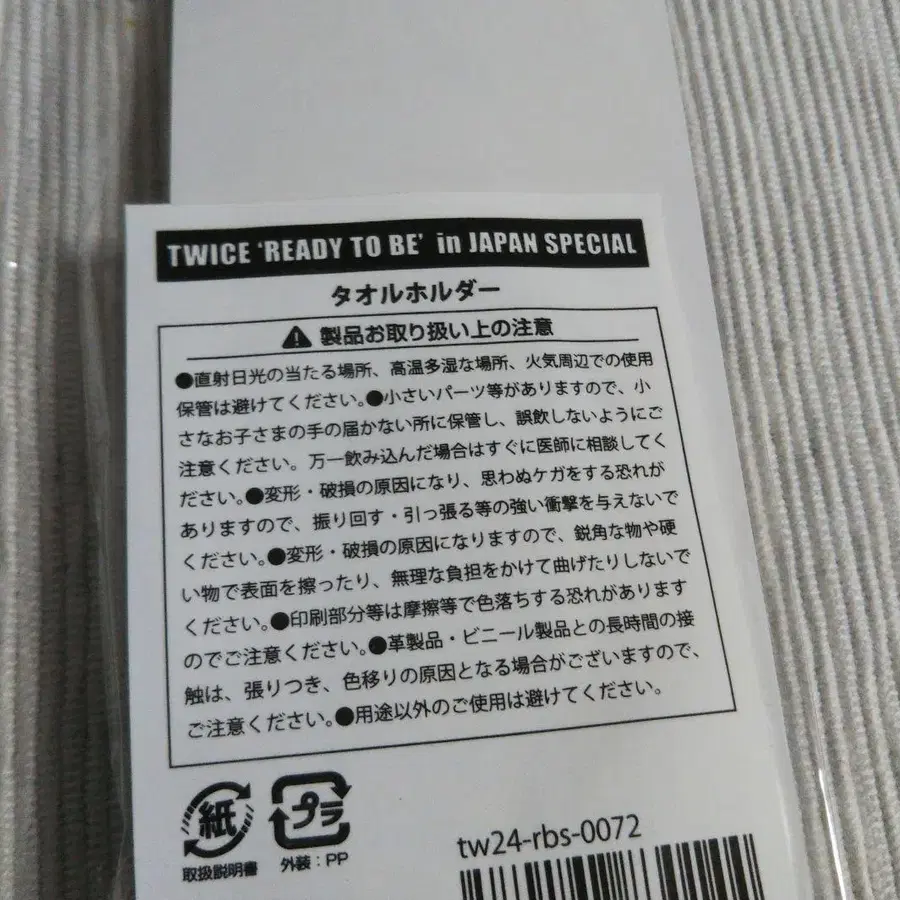 TWICE ‘READY TO BE’ in JAPAN SPECIAL
タオルホルダー
製品お取り扱い上の注意
●直射日光の当たる場所、高温多湿な場所、火気周辺での使用
保管は避けてください。●小さいパーツ等がありますので、小
さなお子さまの手の届かない所に保管し、誤飲しないようにご
注意ください。万一飲み込んだ場合はすぐに医師に相談してく
ださい。●変形・破損の原因になり、思わぬケガをする恐れが
ありますので、振り回す・引っ張る等の強い衝撃を与えないで
ください。●変形・破損の原因になりますので、鋭角な物や硬
い物で表面を擦ったり、無理な負担をかけて曲げたりしないで
ください。●印刷部分等は摩擦等で色落ちする恐れがあります
のでご注意ください。●革製品・ビニール製品との長時間の接
触は、張りつき、色移りの原因となる場合がございますので、
ご注意ください。●用途以外のご使用は避けてください。
紙
プラ
取扱説明書
外装：PP
tw24-rbs-0072